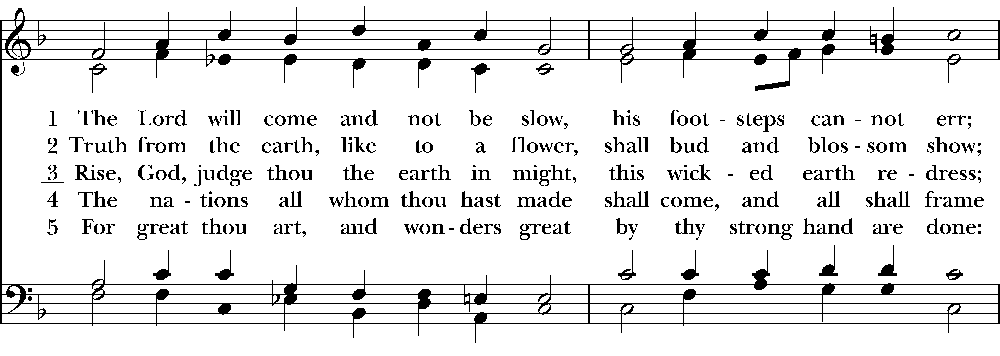 1 The Lord will come and not be slow, his foot - steps can - not err;
2 Truth from the earth, like to a flower, shall bud and blos - som show;
3 Rise, God, judge thou the earth in might, this wick - ed earth re - dress;
4 The na - tions all whom thou hast made shall come, and all shall frame
5 For great thou art, and won - ders great by thy strong hand are done: